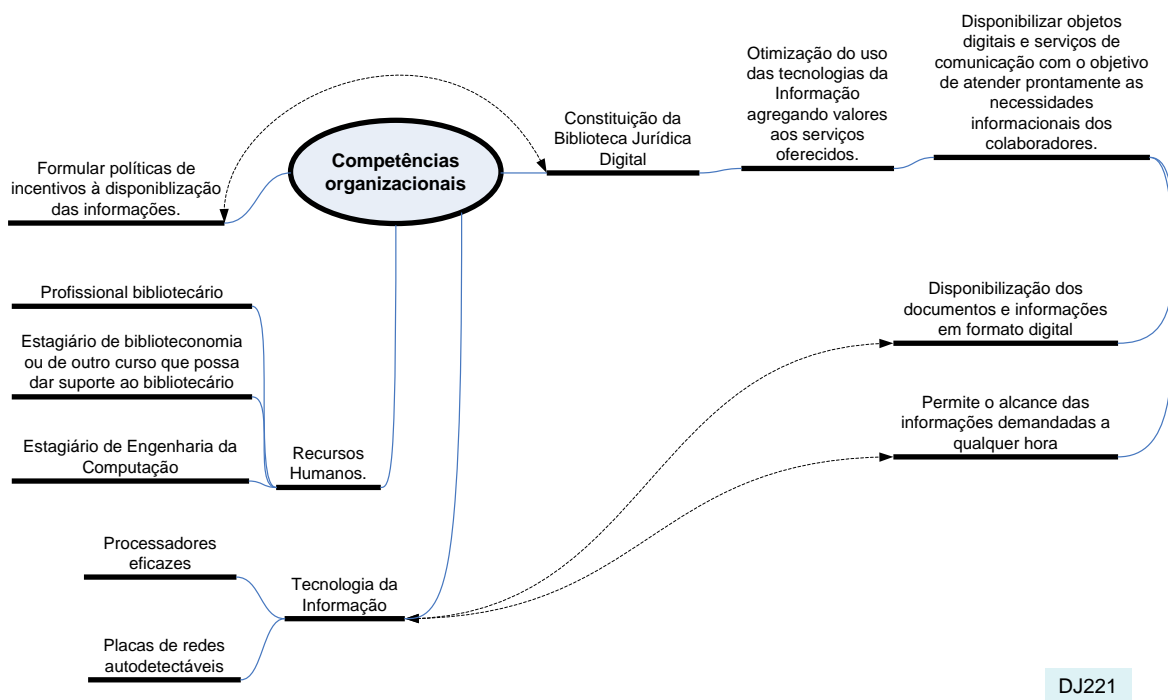 Competências
organizacionais
Formular políticas de
incentivos à disponiblização
das informações.
Constituição da
Biblioteca Jurídica
Digital
Otimização do uso
das tecnologias da
Informação
agregando valores
aos serviços
oferecidos.
Disponibilizar objetos
digitais e serviços de
comunicação com o objetivo
de atender prontamente as
necessidades
informacionais dos
colaboradores.
Disponibilização dos
documentos e informações
em formato digital
Permite o alcance das
informações demandadas a
qualquer hora
Profissional bibliotecário
Estagiário de biblioteconomia
ou de outro curso que possa
dar suporte ao bibliotecário
Estagiário de Engenharia da
Computação
Recursos
Humanos.
Processadores
eficazes
Tecnologia da
Informação
Placas de redes
autodetectáveis
DJ221